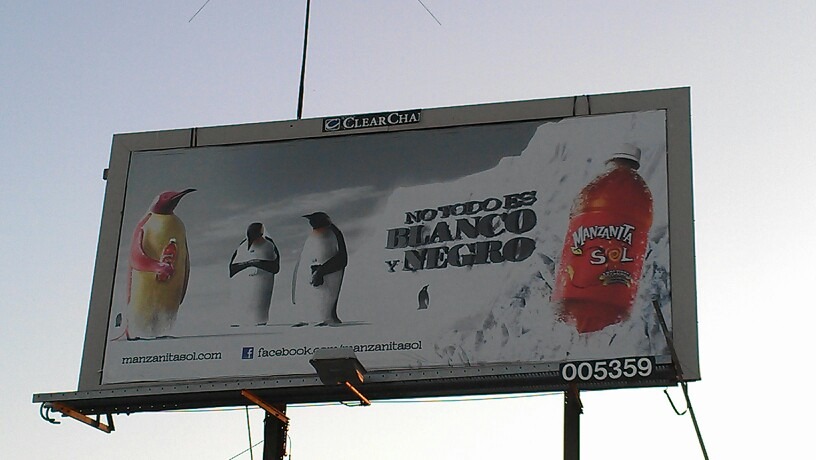 CLEARCHA
NO TODO ES
BLANCO
Y NEGRO
MANZANITA
SOL
manzanitasol.com
facebook.com/manzanitasol
005359